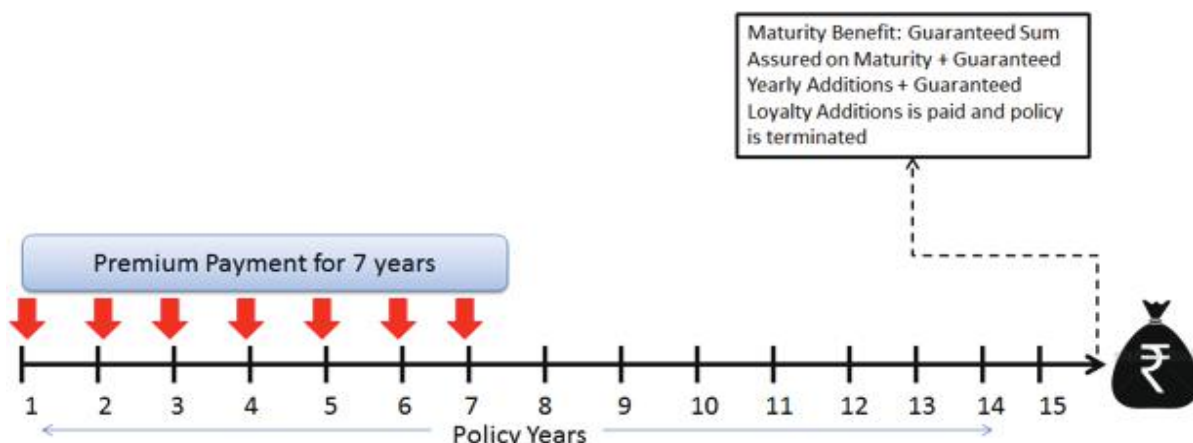 Maturity Benefit: Guaranteed Sum
Assured on Maturity + Guaranteed
Yearly Additions + Guaranteed
Loyalty Additions is paid and policy
is terminated
Premium Payment for 7 years
₹
1 2 3 4 5 6 7 8 9 10 11 12 13 14 15
Policy Years